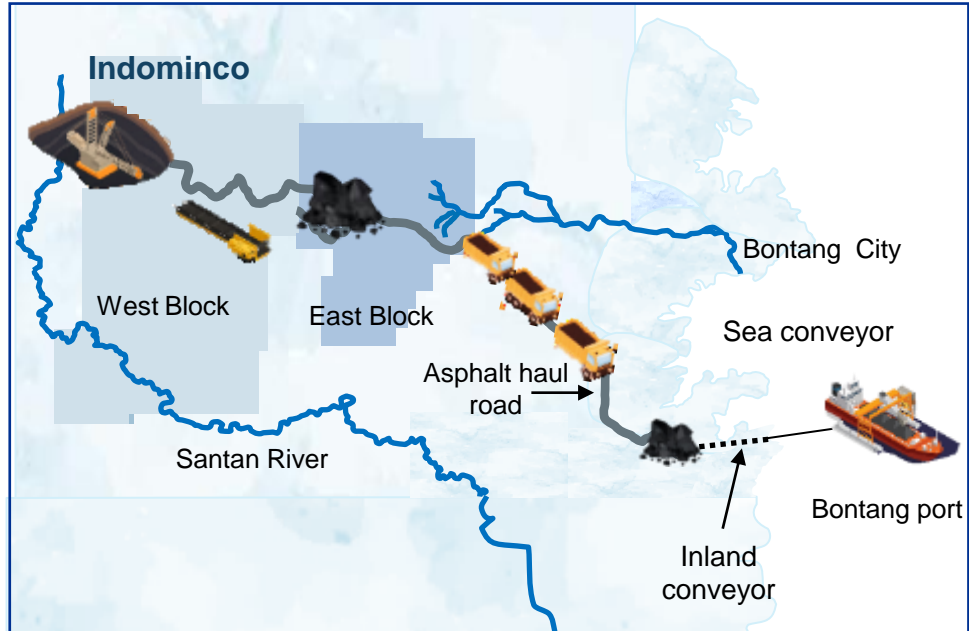 Indominco
Bontang City
West Block
East Block
Sea conveyor
Asphalt haul
road
Santan River
Bontang port
Inland
conveyor